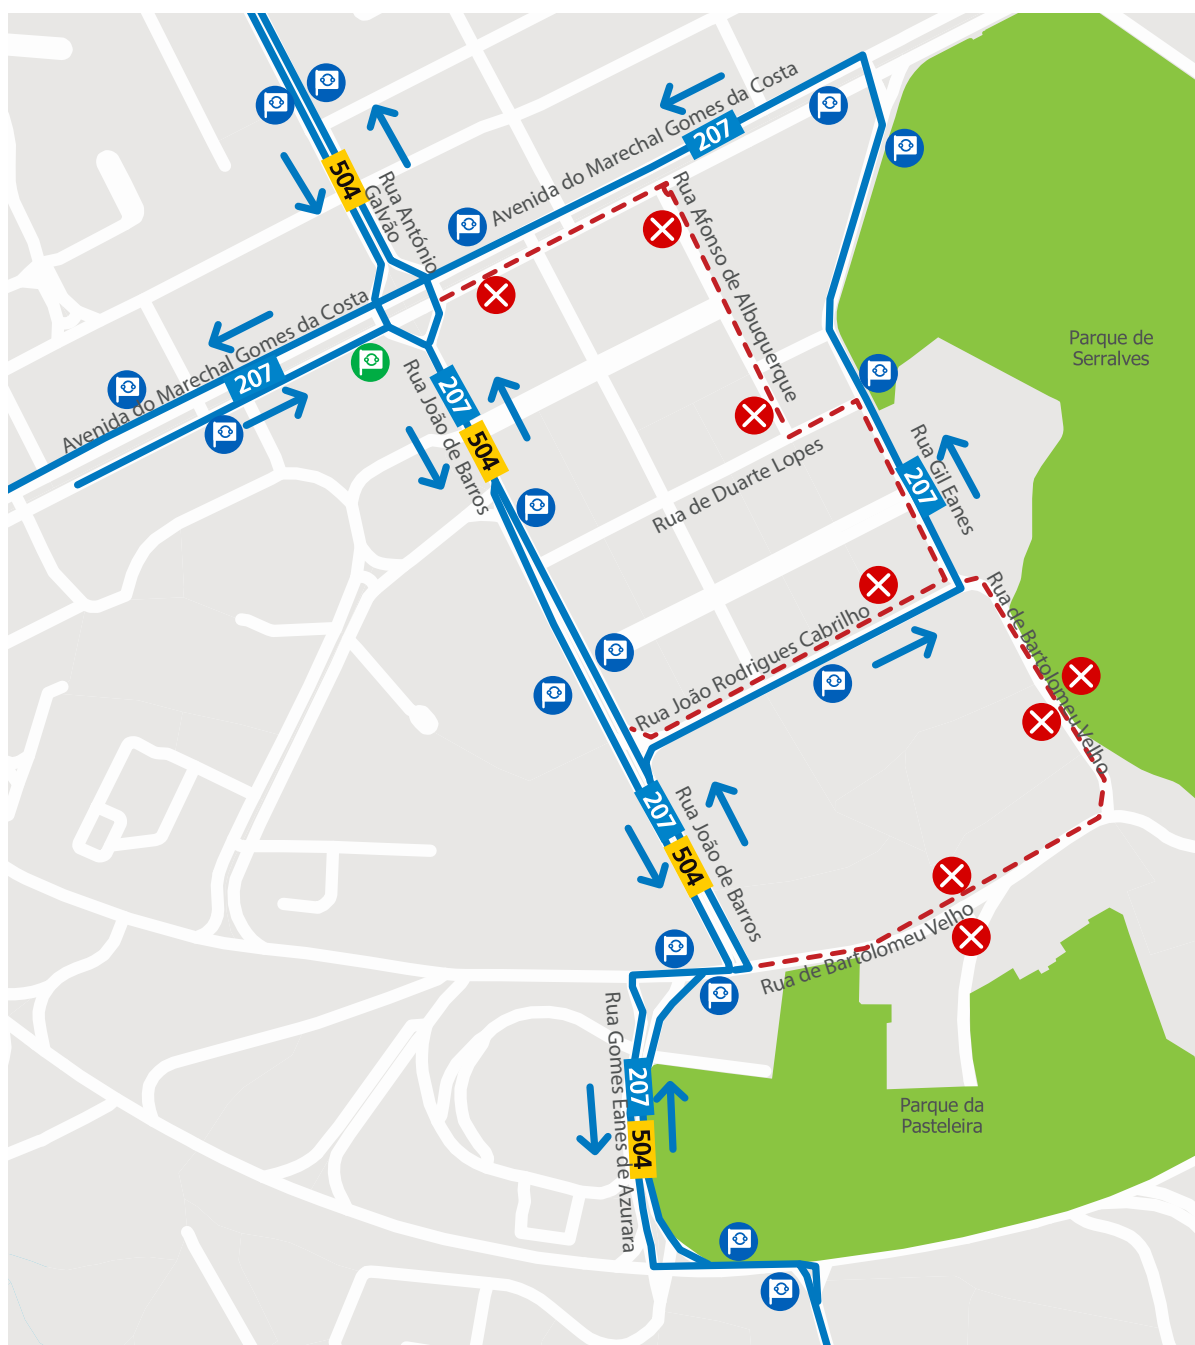 Avenida do Marechal Gomes da Costa
207
504
Rua António
Galvão
Rua Afonso de Albuquerque
Avenida do Marechal Gomes da Costa
207
Parque de
Serralves
Rua João de Barros
207
504
Rua de Duarte Lopes
Rua Gil Eanes
207
Rua João Rodrigues Cabrilho
Rua de Bartolomeu Velho
207
504
Rua João de Barros
Rua de Bartolomeu Velho
Rua Gomes Eanes de Azurara
207
504
Parque da
Pasteleira